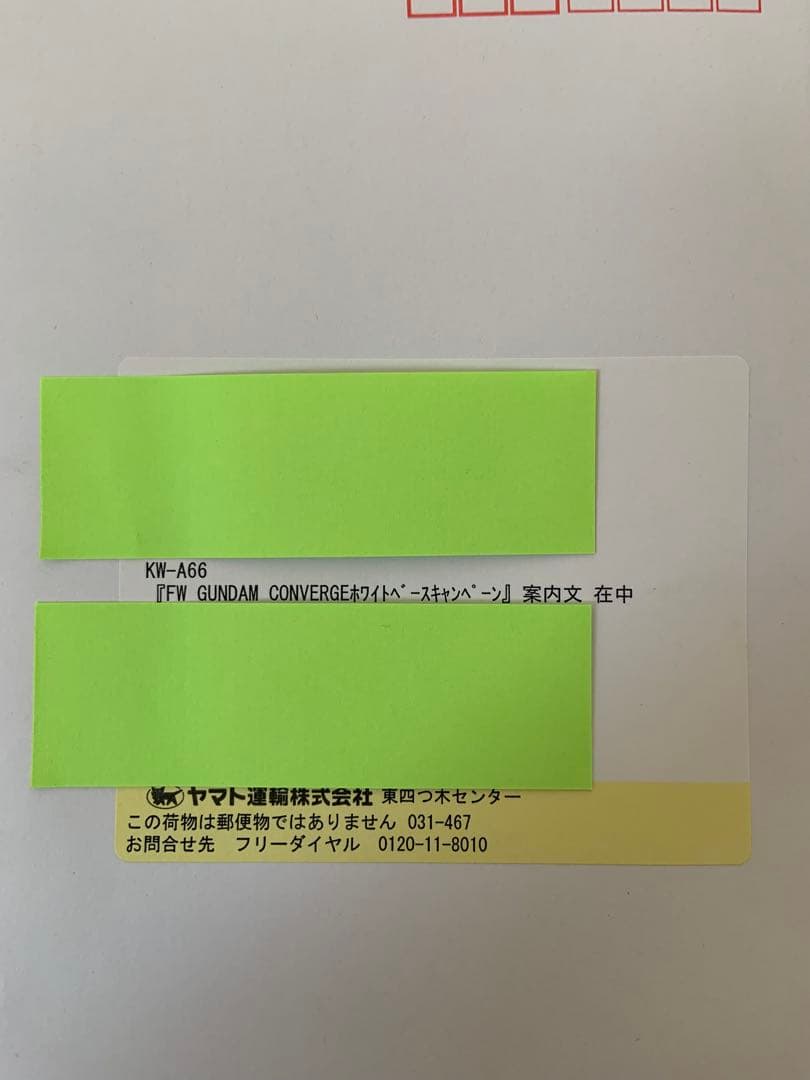 KW-A66
『FW GUNDAM CONVERGEﾎﾜｲﾄﾍﾞｰｽｷｬﾝﾍﾟｰﾝ』案内文 在中
ヤマト運輸株式会社 東四つ木センター
この荷物は郵便物ではありません 031-467
お問合せ先　フリーダイヤル　0120-11-8010